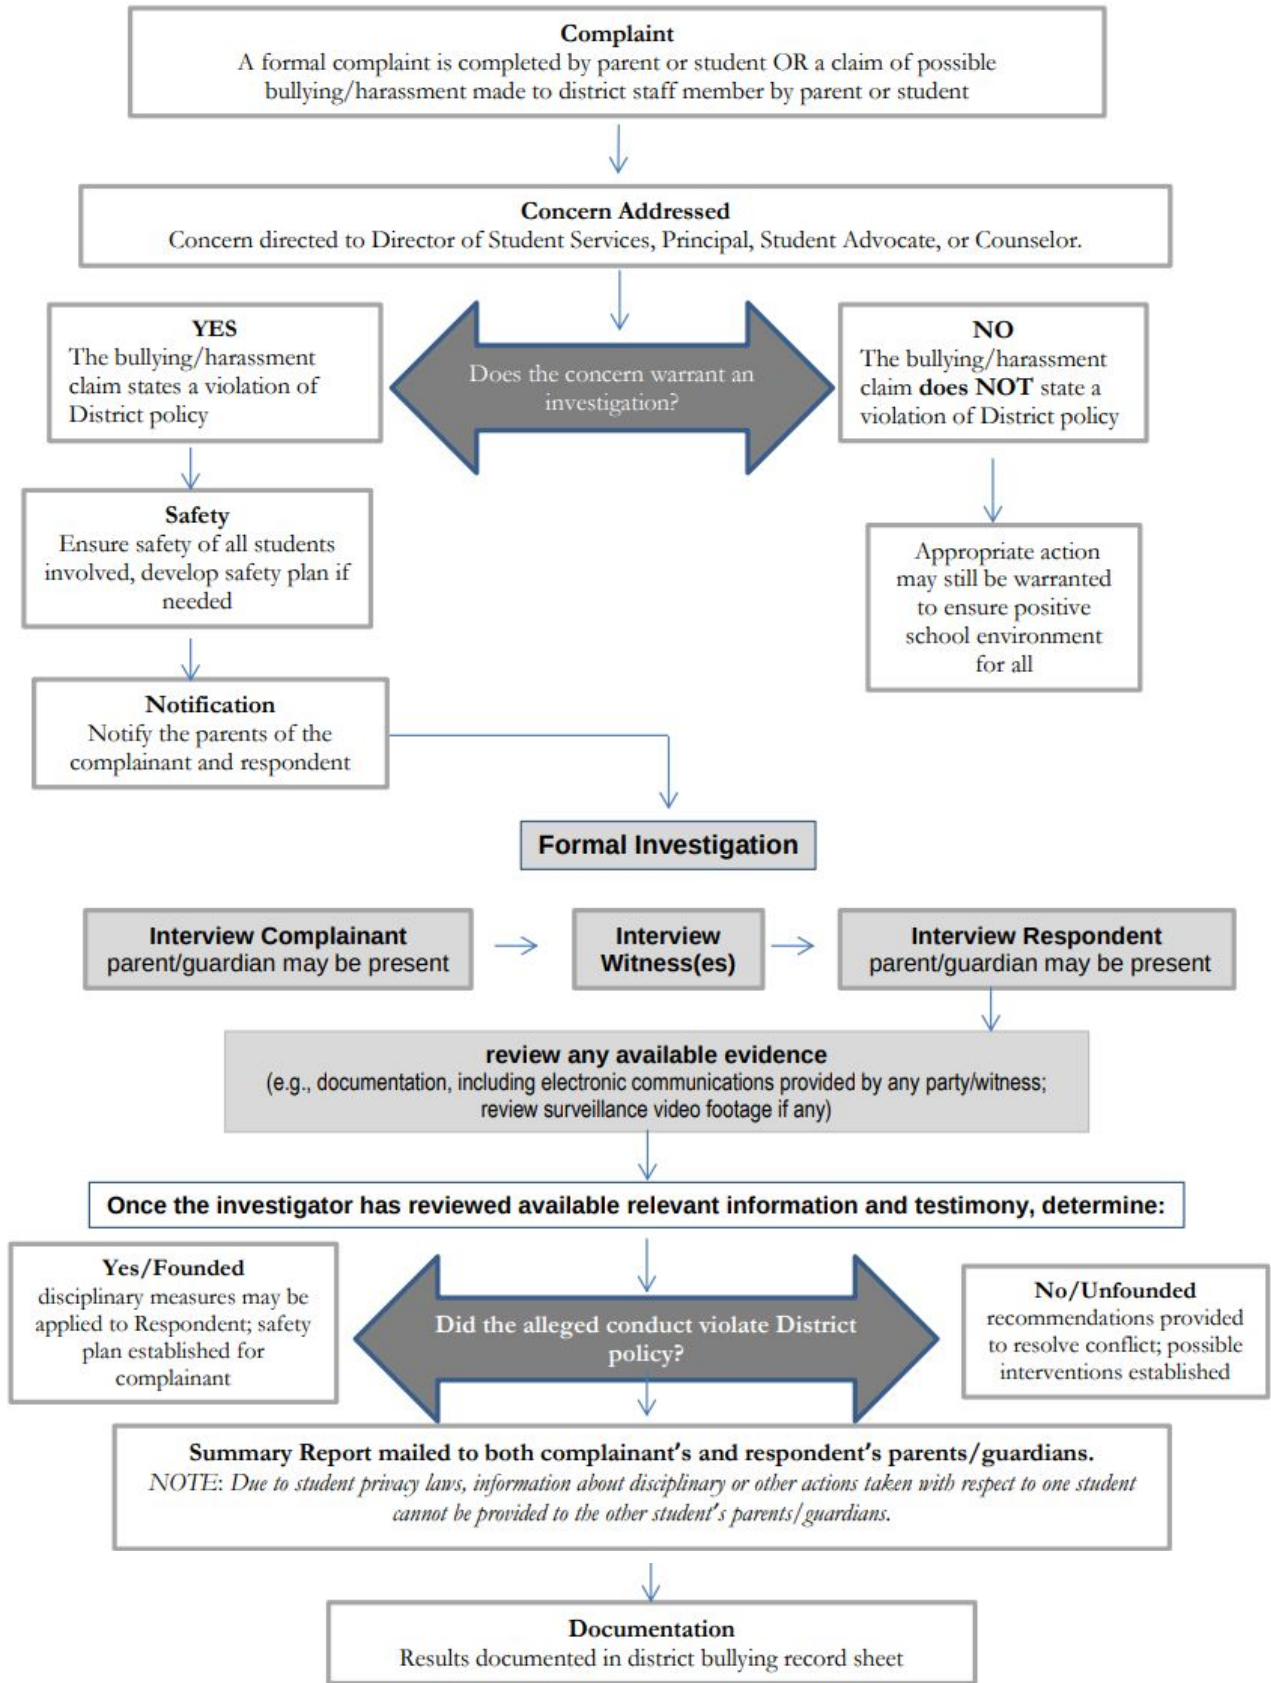 Complaint
A formal complaint is completed by parent or student OR a claim of possible
bullying/harassment made to district staff member by parent or student
Concern Addressed
Concern directed to Director of Student Services, Principal, Student Advocate, or Counselor.
YES
The bullying/harassment
claim states a violation of
District policy
Does the concern warrant an
investigation?
NO
The bullying/harassment
claim does NOT state a
violation of District policy
Safety
Ensure safety of all students
involved, develop safety plan if
needed
Appropriate action
may still be warranted
to ensure positive
school environment
for all
Notification
Notify the parents of the
complainant and respondent
Formal Investigation
Interview Complainant
parent/guardian may be present
Interview
Witness(es)
Interview Respondent
parent/guardian may be present
review any available evidence
(e.g., documentation, including electronic communications provided by any party/witness;
review surveillance video footage if any)
Once the investigator has reviewed available relevant information and testimony, determine:
Yes/Founded
disciplinary measures may be
applied to Respondent; safety
plan established for
complainant
Did the alleged conduct violate District
policy?
No/Unfounded
recommendations provided
to resolve conflict; possible
interventions established
Summary Report mailed to both complainant's and respondent's parents/guardians.
NOTE: Due to student privacy laws, information about disciplinary or other actions taken with respect to one student
cannot be provided to the other student's parents/guardians.
Documentation
Results documented in district bullying record sheet